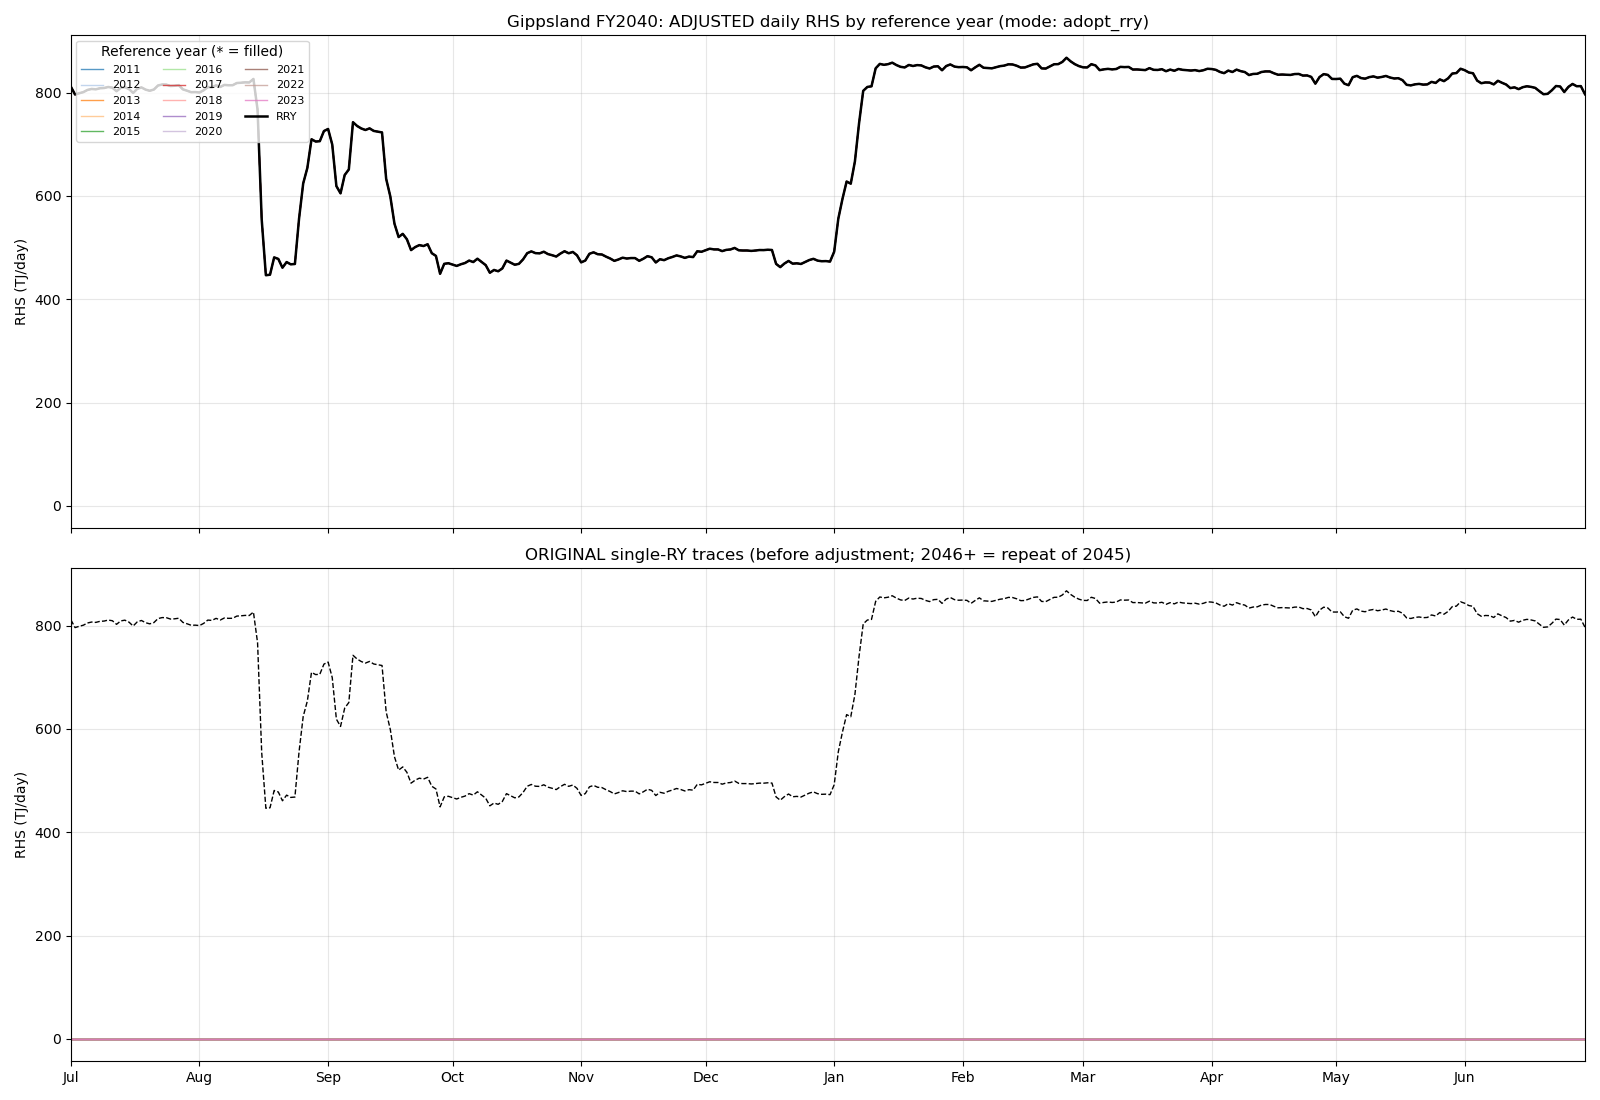 Gippsland FY2040: ADJUSTED daily RHS by reference year (mode: adopt_rry)
Reference year (* = filled)
2011 2016 2021
2012 2017 2022
2013 2018 2023
2014 2019 RRY
2015 2020
800
600
400
200
0
RHS (TJ/day)
ORIGINAL single-RY traces (before adjustment; 2046+ = repeat of 2045)
800
600
400
200
0
RHS (TJ/day)
Jul Aug Sep Oct Nov Dec Jan Feb Mar Apr May Jun